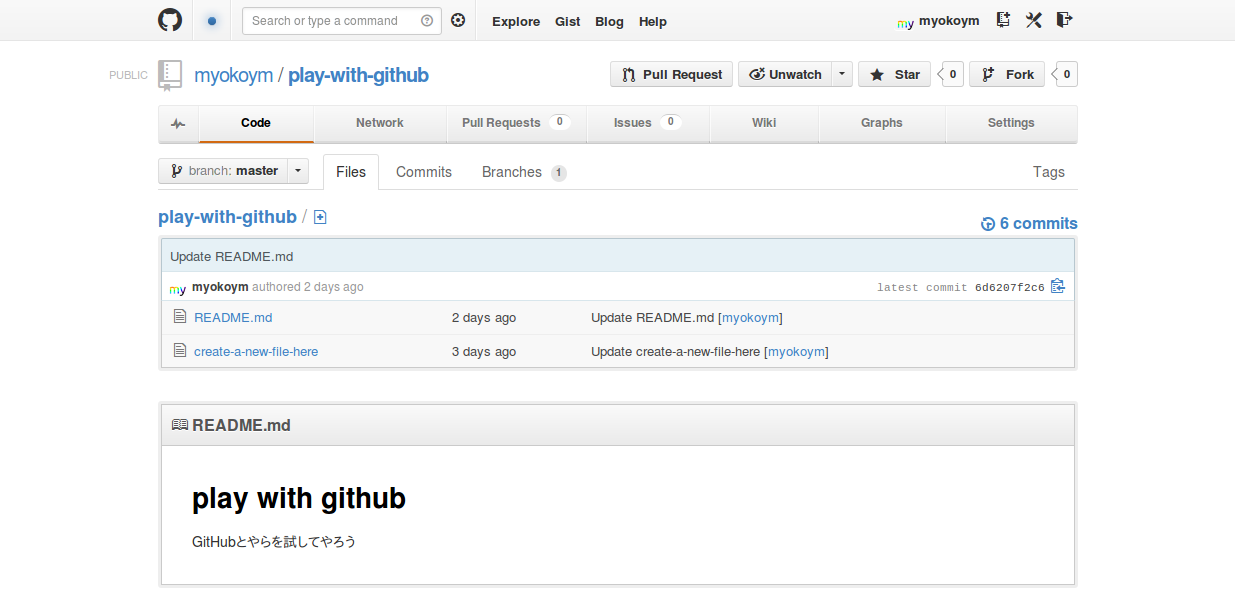 Search or type a command
Explore Gist Blog Help
my myokoym
PUBLIC myokoym / play-with-github
Pull Request Unwatch Star 0 Fork 0
Code Network Pull Requests 0 Issues 0 Wiki Graphs Settings
branch: master Files Commits Branches 1 Tags
play-with-github /
6 commits
Update README.md
my myokoym authored 2 days ago latest commit 6d6207f2c6
README.md 2 days ago Update README.md [myokoym]
create-a-new-file-here 3 days ago Update create-a-new-file-here [myokoym]
README.md
play with github
GitHubとやらを試してやろう